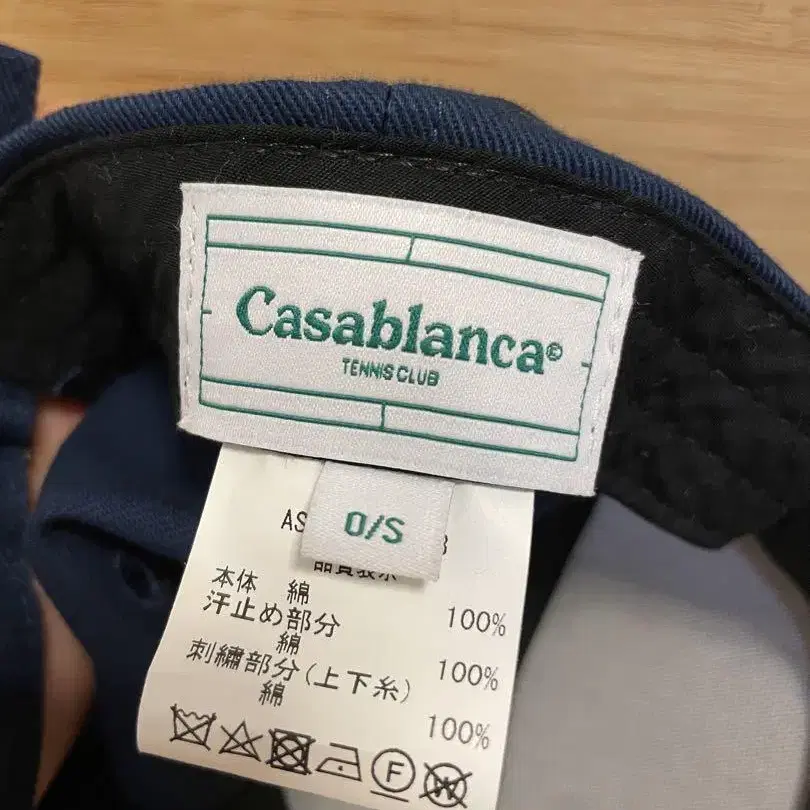 Casablanca©
TENNIS CLUB
O/S
AS
本体 綿 100%
汗止め部分
綿 100%
刺繍部分(上下糸)
綿 100%
F
W